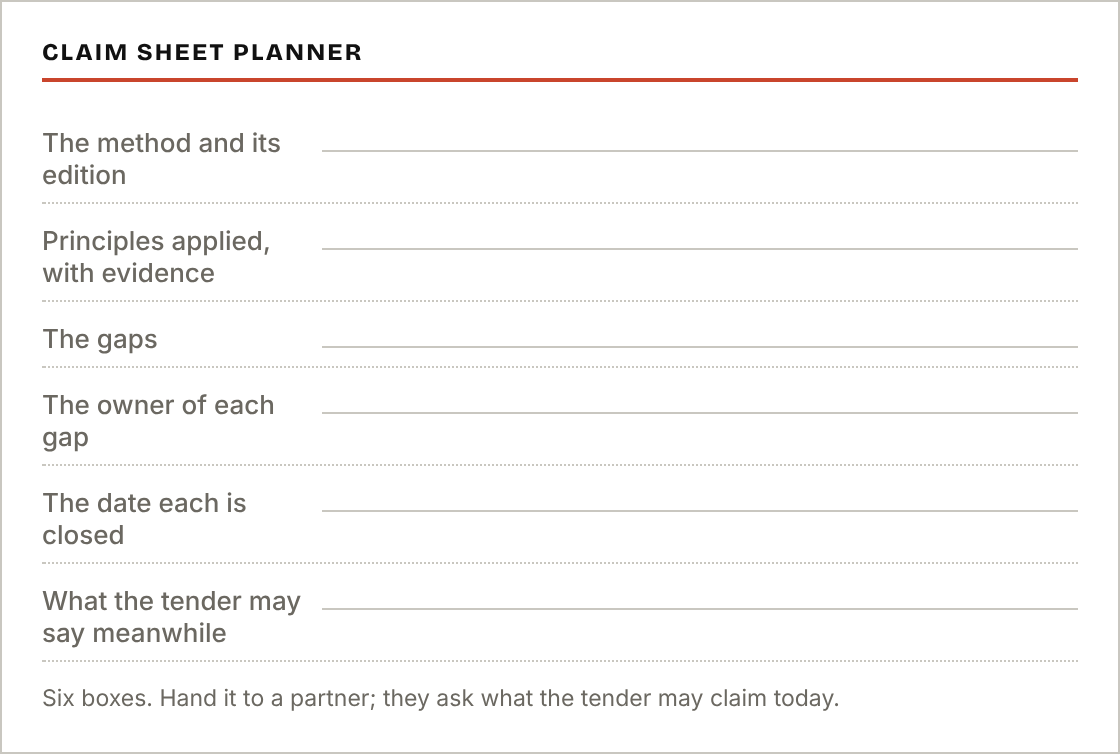 CLAIM SHEET PLANNER
The method and its
edition
Principles applied,
with evidence
The gaps
The owner of each
gap
The date each is
closed
What the tender may
say meanwhile
Six boxes. Hand it to a partner; they ask what the tender may claim today.